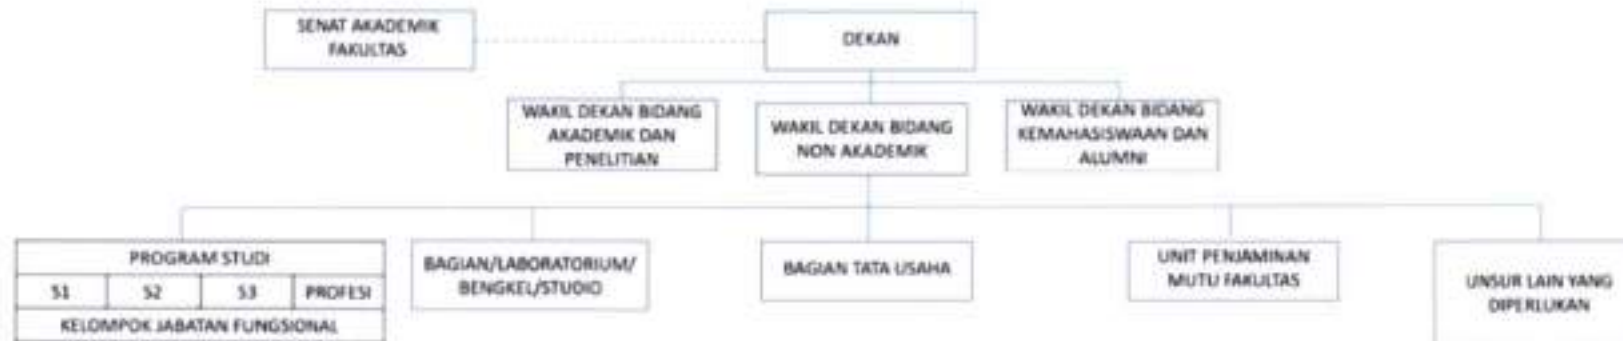 SENAT AKADEMIK
FAKULTAS
DEKAN
WAKIL DEKAN BIDANG
AKADEMIK DAN
PENELITIAN
WAKIL DEKAN BIDANG
NON AKADEMIK
WAKIL DEKAN BIDANG
KEMAHASISWAAN DAN
ALUMNI
PROGRAM STUDI
S1 S2 S3 PROFESI
KELOMPOK JABATAN FUNGSIONAL
BAGIAN/LABORATORIUM/
BENGKEL/STUDIO
BAGIAN TATA USAHA
UNIT PENJAMINAN
MUTU FAKULTAS
UNSUR LAIN YANG
DIPERLUKAN